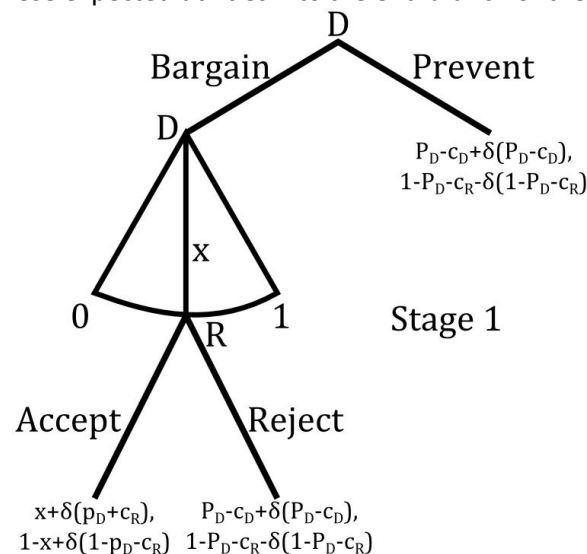 expected
D
Bargain
Prevent
D
P_D-c_D+δ(P_D-c_D),
1-P_D-c_R-δ(1-P_D-c_R)
x
0
1
R
Stage 1
Accept
Reject
x+δ(p_D+c_R),
1-x+δ(1-p_D-c_R)
P_D-c_D+δ(P_D-c_D),
1-P_D-c_R-δ(1-P_D-c_R)